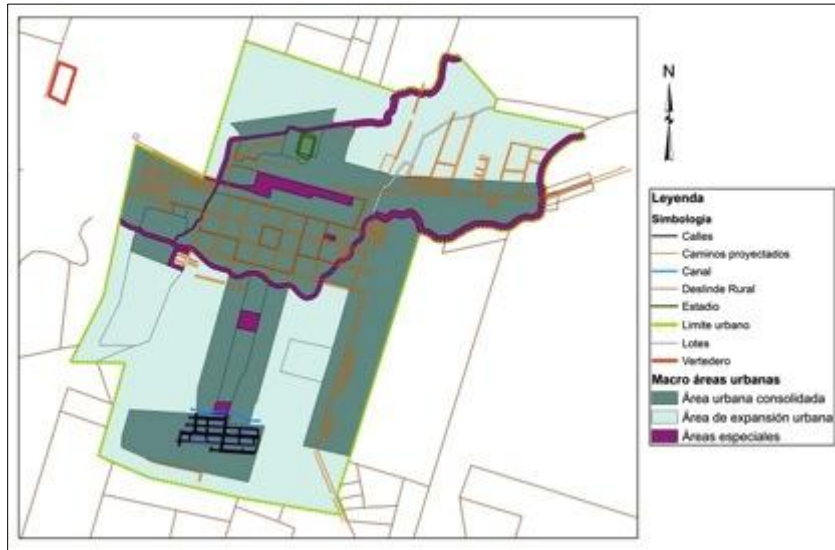 N
Leyenda
Simbología
Calles
Caminos proyectados
Canal
Deslinde Rural
Estadio
Limite urbano
Lotes
Vertedero
Macro áreas urbanas
Área urbana consolidada
Área de expansión urbana
Áreas especiales